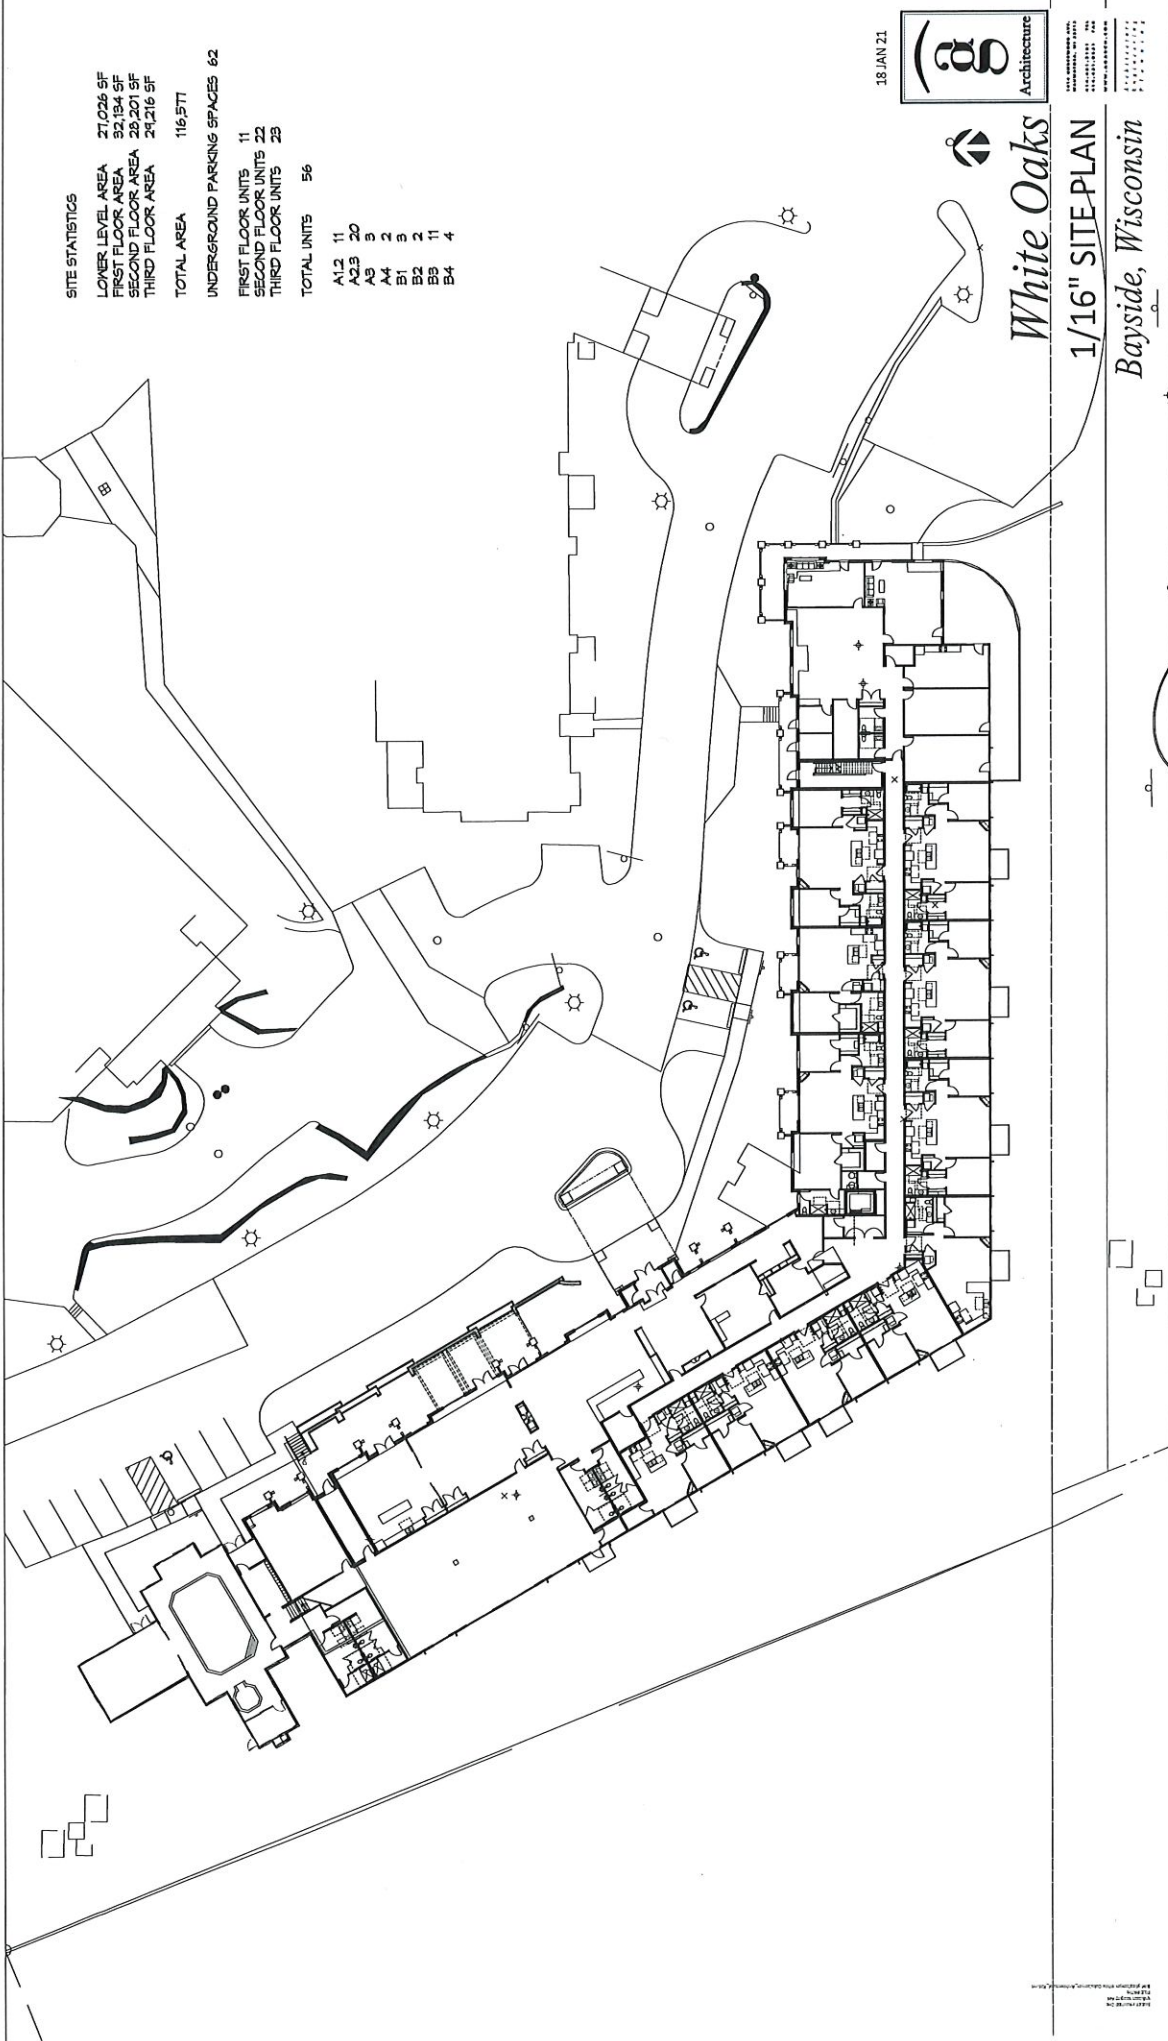 SITE STATISTICS
LOWER LEVEL AREA 27,026 SF
FIRST FLOOR AREA 32,134 SF
SECOND FLOOR AREA 28,201 SF
THIRD FLOOR AREA 29,216 SF
TOTAL AREA 116,577
UNDERGROUND PARKING SPACES 62
FIRST FLOOR UNITS 11
SECOND FLOOR UNITS 22
THIRD FLOOR UNITS 23
TOTAL UNITS 56
A1.2 11
A2.3 20
A3 3
A4 2
B1 3
B2 2
B3 11
B4 4
18 JAN 21
ag
Architecture
White Oaks
1/16" SITE PLAN
Bayside, Wisconsin